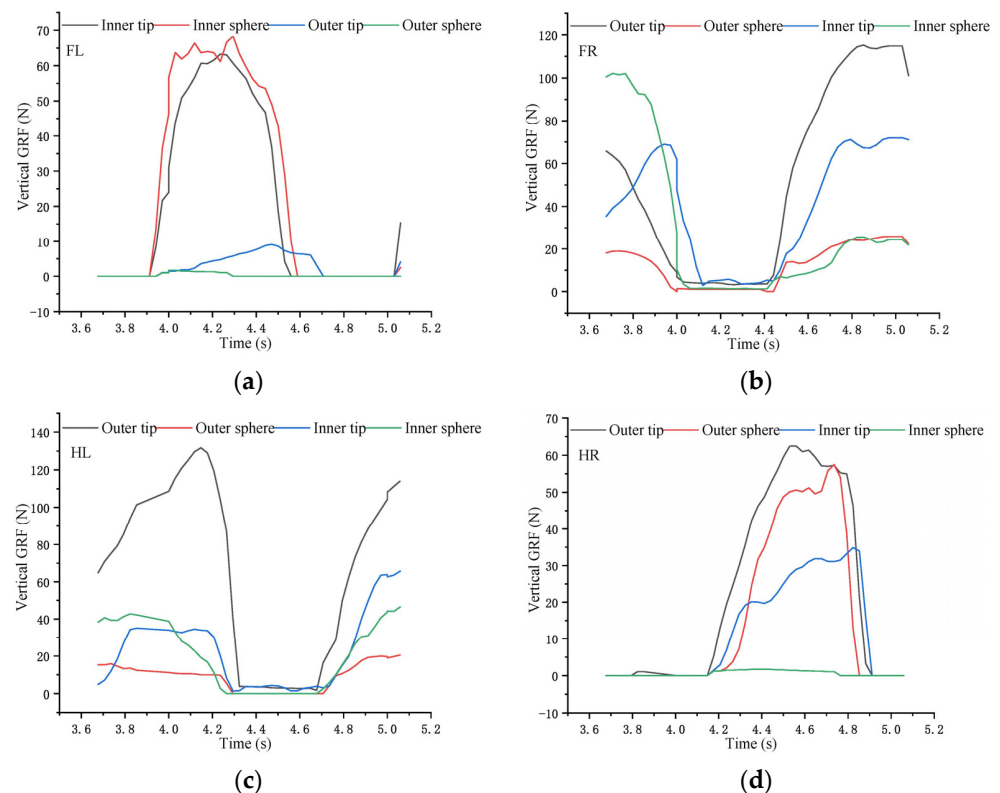 Inner tip Inner sphere Outer tip Outer sphere
FL
Vertical GRF (N)
70
60
50
40
30
20
10
0
-10
3.6 3.8 4.0 4.2 4.4 4.6 4.8 5.0 5.2
Time (s)
(a)
Outer tip Outer sphere Inner tip Inner sphere
FR
Vertical GRF (N)
120
100
80
60
40
20
0
3.6 3.8 4.0 4.2 4.4 4.6 4.8 5.0 5.2
Time (s)
(b)
Outer tip Outer sphere Inner tip Inner sphere
HL
Vertical GRF (N)
140
120
100
80
60
40
20
0
3.6 3.8 4.0 4.2 4.4 4.6 4.8 5.0 5.2
Time (s)
(c)
Outer tip Outer sphere Inner tip Inner sphere
HR
Vertical GRF (N)
70
60
50
40
30
20
10
0
-10
3.6 3.8 4.0 4.2 4.4 4.6 4.8 5.0 5.2
Time (s)
(d)